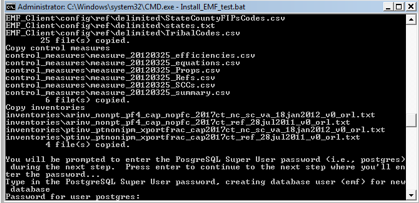 Administrator: C:\Windows\system32\CMD.exe - Install_EMF_test.bat
EMF_Client\config\ref\delimited\StateCountyFIPsCodes.csv
EMF_Client\config\ref\delimited\states.txt
EMF_Client\config\ref\delimited\TribalCodes.txt
25 file(s) copied.
Copy control measures
control_measures\measure_20120325_efficiencies.csv
control_measures\measure_20120325_equations.csv
control_measures\measure_20120325_Props.csv
control_measures\measure_20120325_Refs.csv
control_measures\measure_20120325_SCCs.csv
control_measures\measure_20120325_summary.csv
6 file(s) copied.
Copy inventories
inventories\arinv_nonpt_pf4_cap_nopfc_2017ct_nc_sc_va_18jan2012_v0_orl.txt
inventories\arinv_nonpt_pf4_cap_nopfc_2017ct_ref_28jul2011_v0_orl.txt
inventories\ptinv_ptnonipm_xportfrac_cap2017ct_nc_sc_va_18jan2012_v0_orl.txt
inventories\ptinv_ptnonipm_xportfrac_cap2017ct_ref_28jul2011_v0_orl.txt
4 file(s) copied.
You will be prompted to enter the PostgreSQL Super User password (i.e., postgres)
during the next step.  Press enter to continue to the next step where you'll en
ter the password...
Type in the PostgreSQL Super User password, creating database user (emf) for new
database
Password for user postgres: